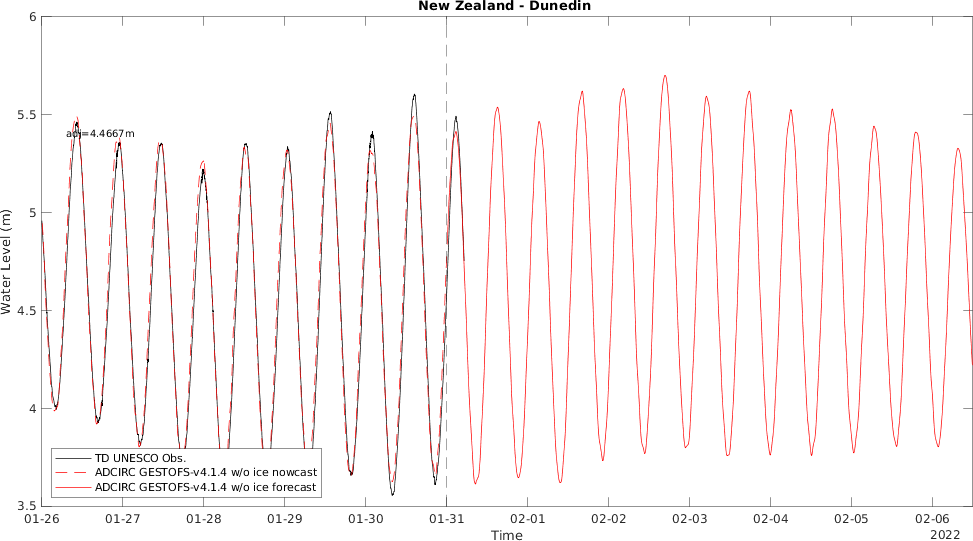 New Zealand - Dunedin
6
5.5
5
4.5
4
3.5
Water Level (m)
adj=4.4667m
TD UNESCO Obs.
ADCIRC GESTOFS-v4.1.4 w/o ice nowcast
ADCIRC GESTOFS-v4.1.4 w/o ice forecast
01-26 01-27 01-28 01-29 01-30 01-31 02-01 02-02 02-03 02-04 02-05 02-06
Time
2022